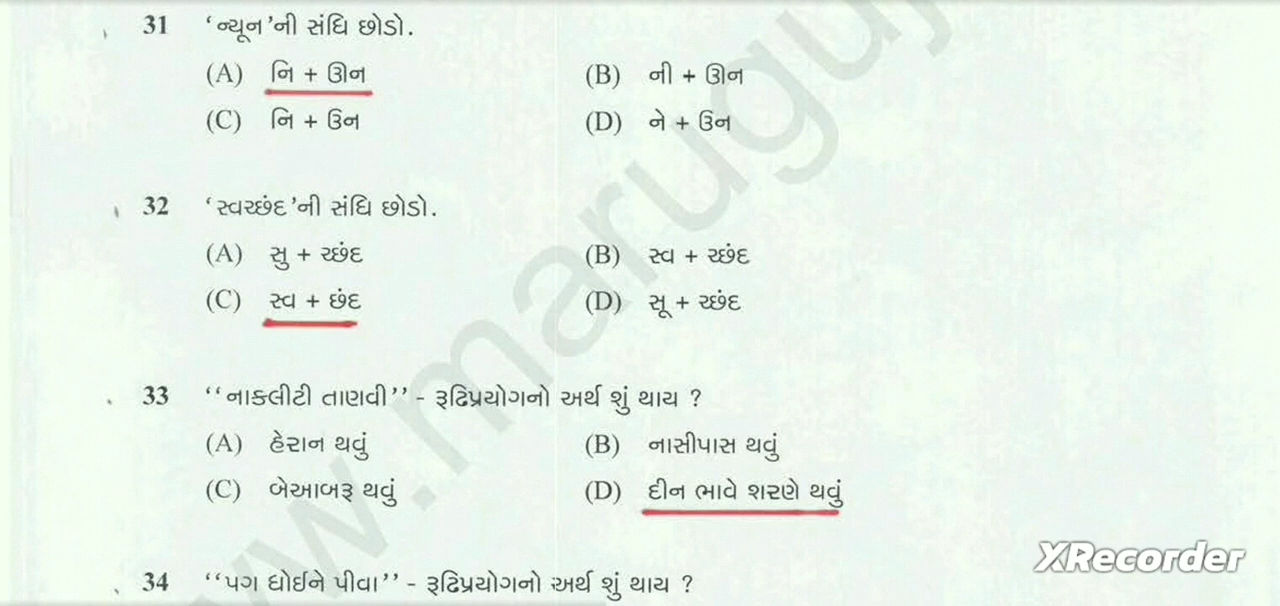 31 ‘ન્યૂન’ની સંધિ છોડો.
(A) નિ + ઊન (B) ની + ઊન
(C) નિ + ઉન (D) ને + ઉન
32 ‘સ્વચ્છંદ’ની સંધિ છોડો.
(A) સુ + ચ્છંદ (B) સ્વ + ચ્છંદ
(C) સ્વ + છંદ (D) સૂ + ચ્છંદ
33 ‘‘નાકલીટી તાણવી’’ - રૂઢિપ્રયોગનો અર્થ શું થાય ?
(A) હેરાન થવું (B) નાસીપાસ થવું
(C) બેઆબરૂ થવું (D) દીન ભાવે શરણે થવું
34 ‘‘પગ ધોઈને પીવા’’ - રૂઢિપ્રયોગનો અર્થ શું થાય ?
XRecorder